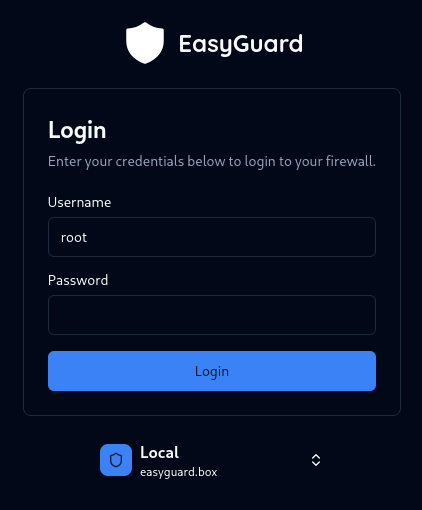 EasyGuard
Login
Enter your credentials below to login to your firewall.
Username
root
Password
Login
Local
easyguard.box